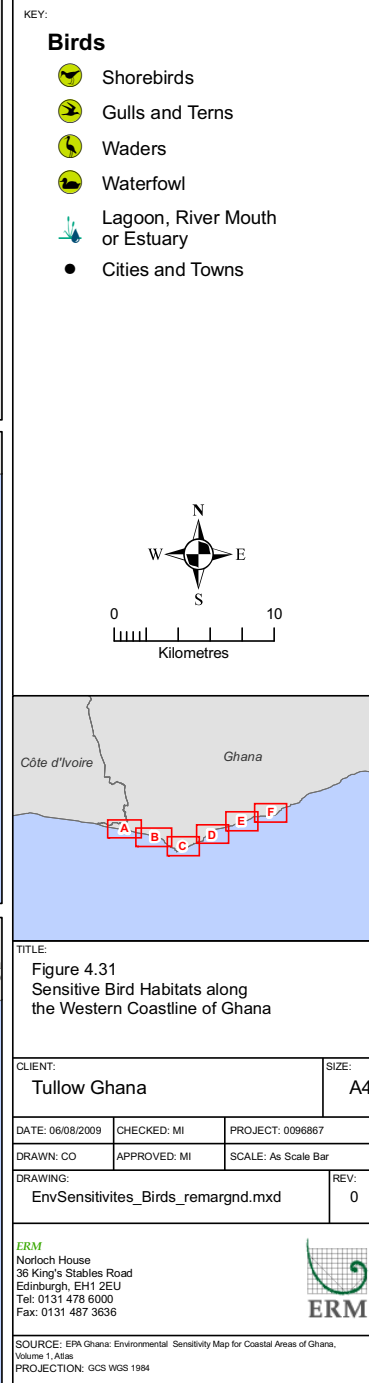 KEY:
Birds
Shorebirds
Gulls and Terns
Waders
Waterfowl
Lagoon, River Mouth
or Estuary
Cities and Towns
N
W E
S
0 10
Kilometres
Côte d'Ivoire
Ghana
A
B
C
D
E
F
TITLE:
Figure 4.31
Sensitive Bird Habitats along
the Western Coastline of Ghana
CLIENT:
Tullow Ghana
SIZE:
A4
DATE: 06/08/2009
CHECKED: MI
PROJECT: 0096867
DRAWN: CO
APPROVED: MI
SCALE: As Scale Bar
DRAWING:
EnvSensitivites_Birds_remargnd.mxd
REV:
0
ERM
Norloch House
36 King's Stables Road
Edinburgh, EH1 2EU
Tel: 0131 478 6000
Fax: 0131 487 3636
ERM
SOURCE: EPA Ghana: Environmental Sensitivity Map for Coastal Areas of Ghana,
Volume 1, Atlas
PROJECTION: GCS WGS 1984